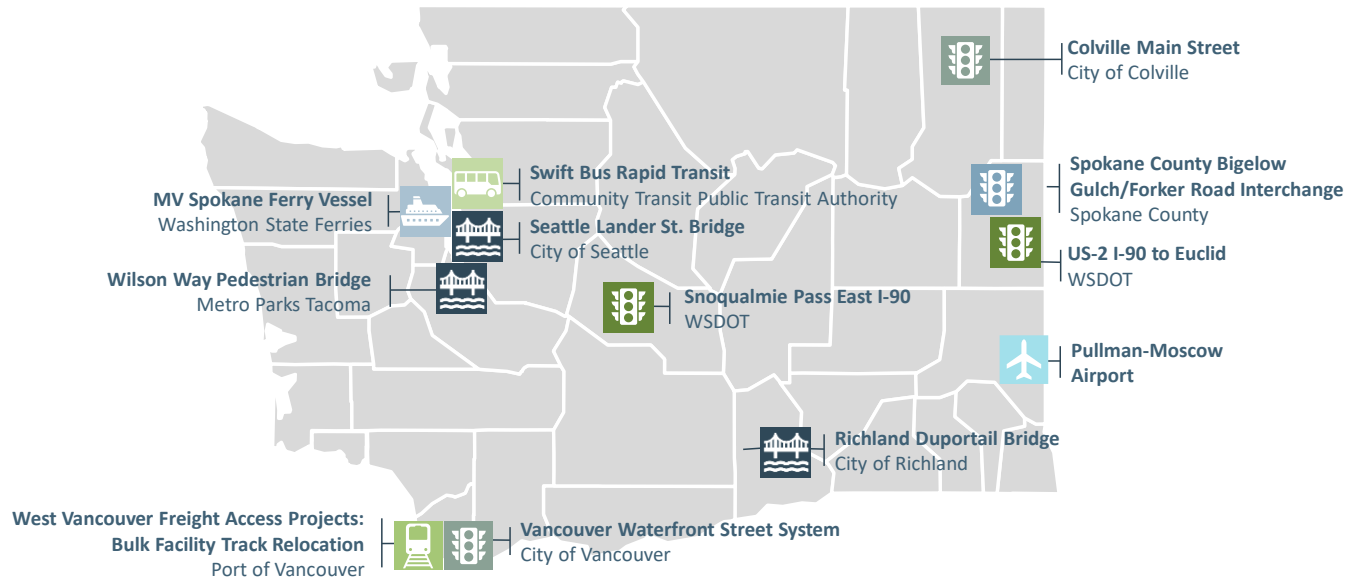 Colville Main Street
City of Colville
Spokane County Bigelow
Gulch/Forker Road Interchange
Spokane County
Swift Bus Rapid Transit
Community Transit Public Transit Authority
MV Spokane Ferry Vessel
Washington State Ferries
Seattle Lander St. Bridge
City of Seattle
US-2 I-90 to Euclid
WSDOT
Wilson Way Pedestrian Bridge
Metro Parks Tacoma
Snoqualmie Pass East I-90
WSDOT
Pullman-Moscow
Airport
Richland Duportail Bridge
City of Richland
West Vancouver Freight Access Projects:
Bulk Facility Track Relocation
Port of Vancouver
Vancouver Waterfront Street System
City of Vancouver